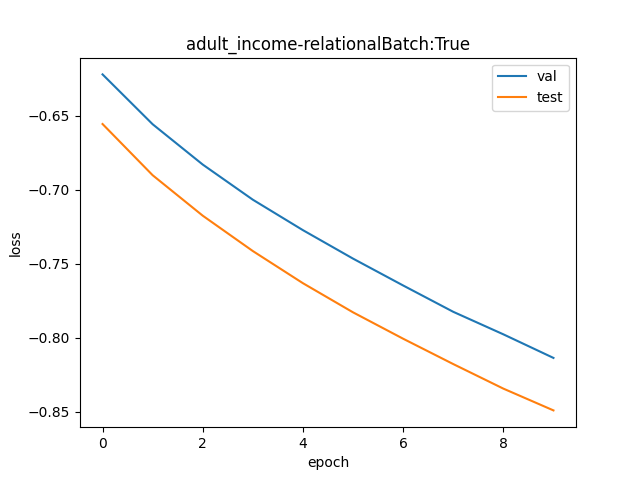 adult_income-relationalBatch:True
val
test
loss
−0.65
−0.70
−0.75
−0.80
−0.85
0 2 4 6 8
epoch